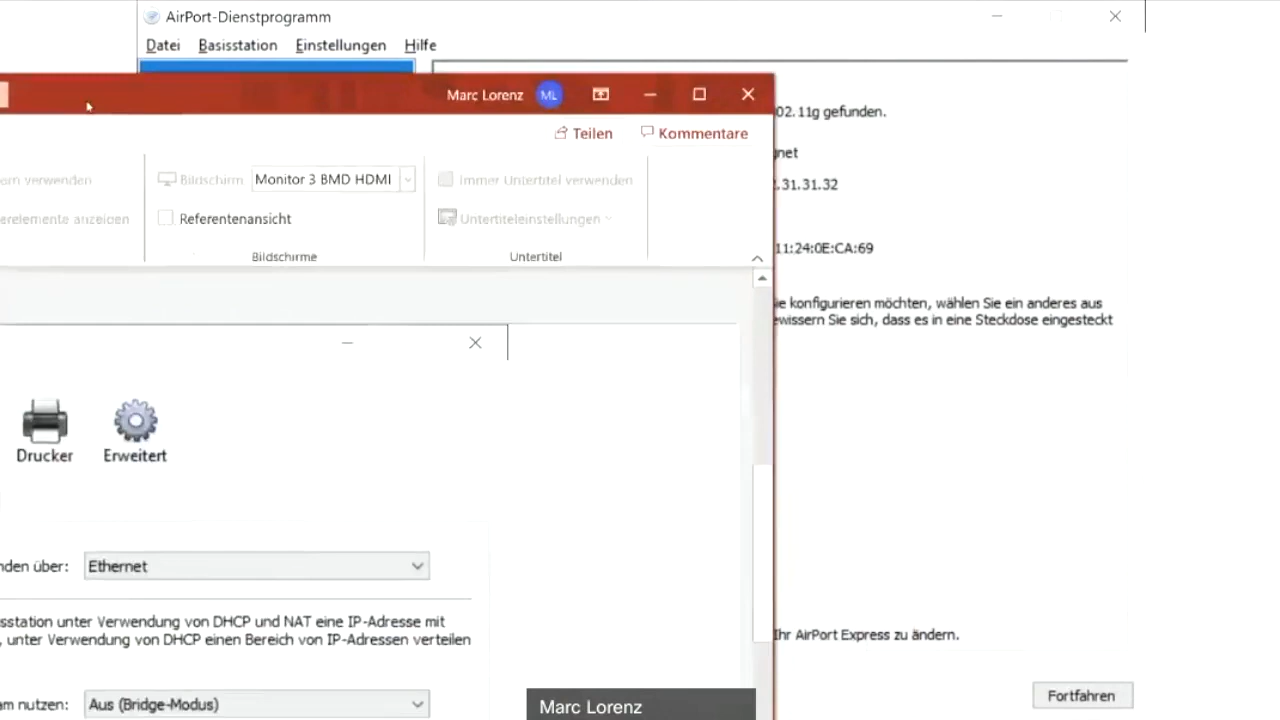 AirPort-Dienstprogramm
Datei Basisstation Einstellungen Hilfe
Marc Lorenz ML
Teilen Kommentare
02.11g gefunden.
verwenden
Bildschirm Monitor 3 BMD HDMI
Immer Untertitel verwenden
.31.31.32
anzeigen
Referentenansicht
Untertiteleinstellungen
Bildschirme
Untertitel
11:24:0E:CA:69
ie konfigurieren möchten, wählen Sie ein anderes aus
ewissern Sie sich, dass es in eine Steckdose eingesteckt
Drucker
Erweitert
nden über: Ethernet
sstation unter Verwendung von DHCP und NAT eine IP-Adresse mit
, unter Verwendung von DHCP einen Bereich von IP-Adressen verteilen
Ihr AirPort Express zu ändern.
am nutzen: Aus (Bridge-Modus)
Fortfahren
Marc Lorenz